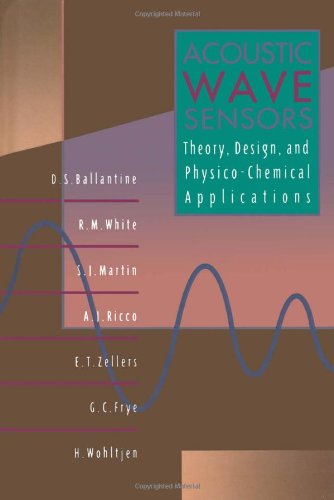 ACOUSTIC
WAVE
SENSORS
Theory, Design, and
Physico-Chemical
Applications
D.S.Ballantine
R.M.White
S.J.Martin
A.J.Ricco
E.T.Zellers
G.C.Frye
H.Wohltjen